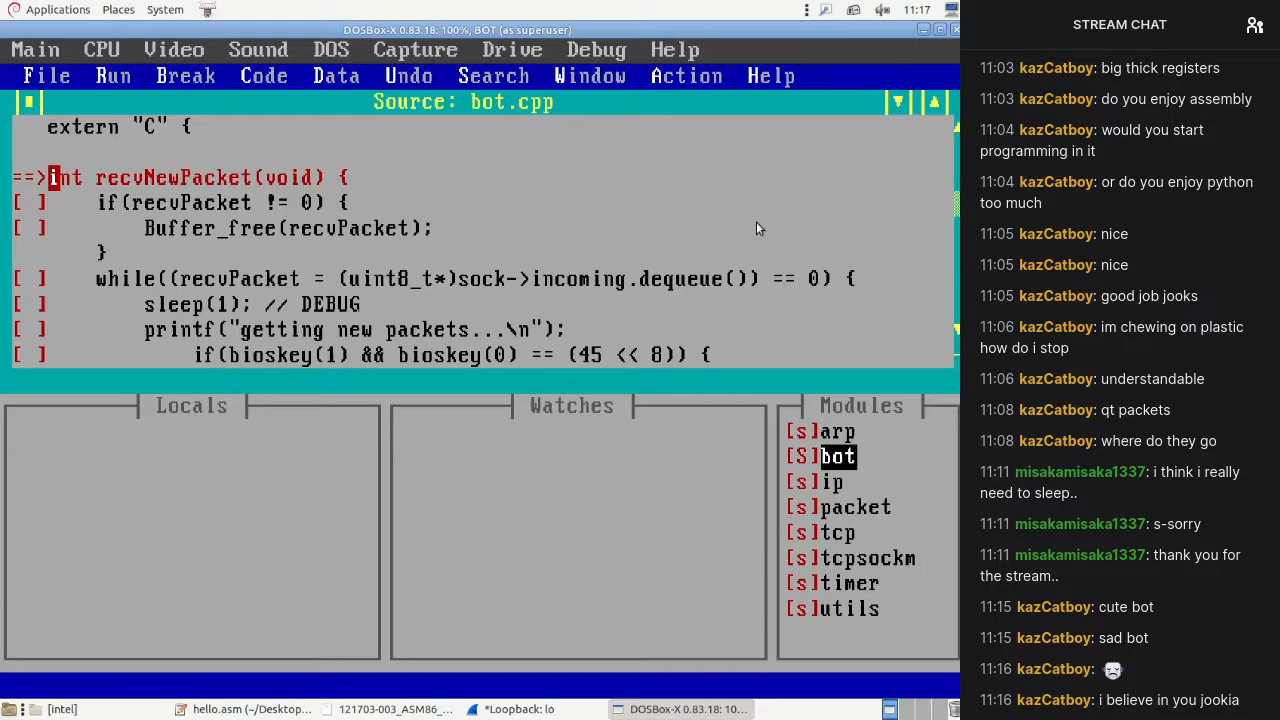 Applications Places System
11:17
DOSBox-X 0.83.18: 100%, BOT (as superuser)
Main CPU Video Sound DOS Capture Drive Debug Help
File Run Break Code Data Undo Search Window Action Help
Source: bot.cpp
extern "C" {
==>int recvNewPacket(void) {
[ ] if(recvPacket != 0) {
[ ] Buffer_free(recvPacket);
}
[ ] while((recvPacket = (uint8_t*)sock->incoming.dequeue()) == 0) {
[ ] sleep(1); // DEBUG
[ ] printf("getting new packets...\n");
[ ] if(bioskey(1) && bioskey(0) == (45 << 8)) {
Locals
Watches
Modules
[s]arp
[S]bot
[s]ip
[s]packet
[s]tcp
[s]tcpsockm
[s]timer
[s]utils
[intel]
hello.asm (~/Desktop...
121703-003_ASM86_...
*Loopback: lo
DOSBox-X 0.83.18: 10...
STREAM CHAT
11:03 kazCatboy: big thick registers
11:03 kazCatboy: do you enjoy assembly
11:04 kazCatboy: would you start
programming in it
11:04 kazCatboy: or do you enjoy python
too much
11:05 kazCatboy: nice
11:05 kazCatboy: nice
11:05 kazCatboy: good job jooks
11:06 kazCatboy: im chewing on plastic
how do i stop
11:06 kazCatboy: understandable
11:08 kazCatboy: qt packets
11:08 kazCatboy: where do they go
11:11 misakamisaka1337: i think i really
need to sleep..
11:11 misakamisaka1337: s-sorry
11:11 misakamisaka1337: thank you for
the stream..
11:15 kazCatboy: cute bot
11:15 kazCatboy: sad bot
11:16 kazCatboy:
11:16 kazCatboy: i believe in you jookia